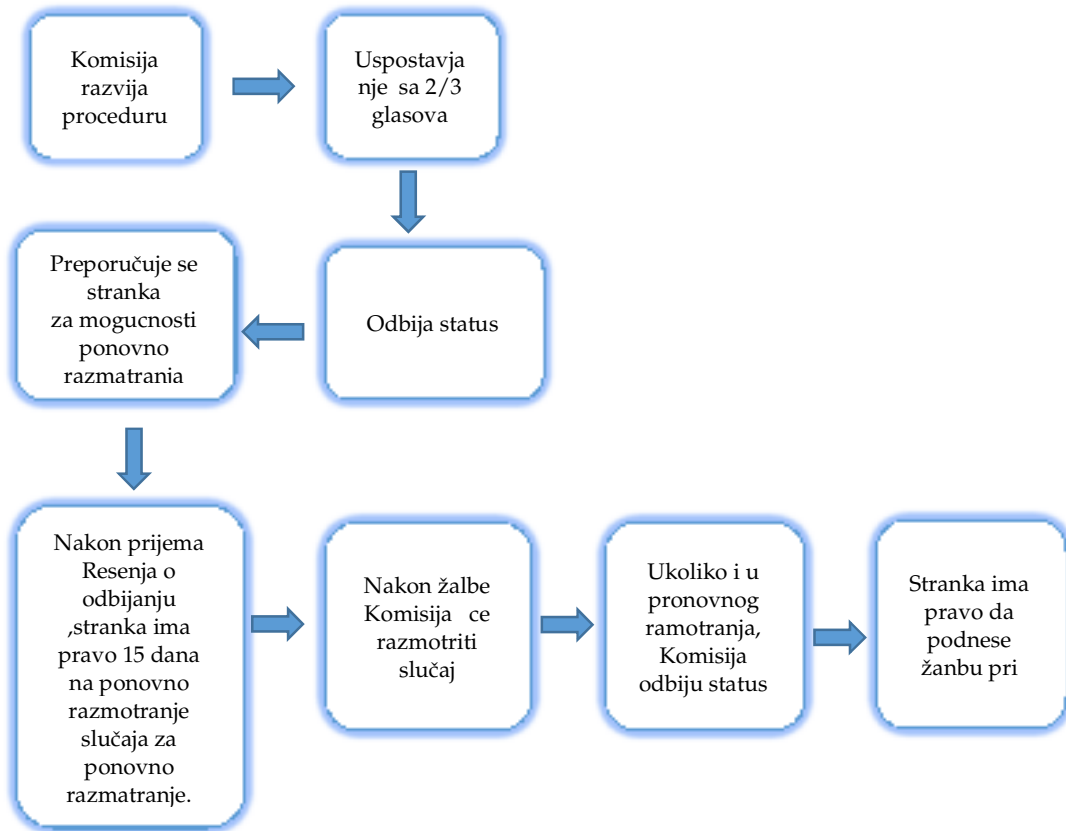 Komisija
razvija
proceduru
Uspostavja
nje sa 2/3
glasova
Odbija status
Preporučuje se
stranka
za mogucnosti
ponovno
razmatrania
Nakon prijema
Resenja o
odbijanju
,stranka ima
pravo 15 dana
na ponovno
razmotranje
slučaja za
ponovno
razmatranje.
Nakon žalbe
Komisija ce
razmotriti
slučaj
Ukoliko i u
pronovnog
ramotranja,
Komisija
odbiju status
Stranka ima
pravo da
podnese
žanbu pri